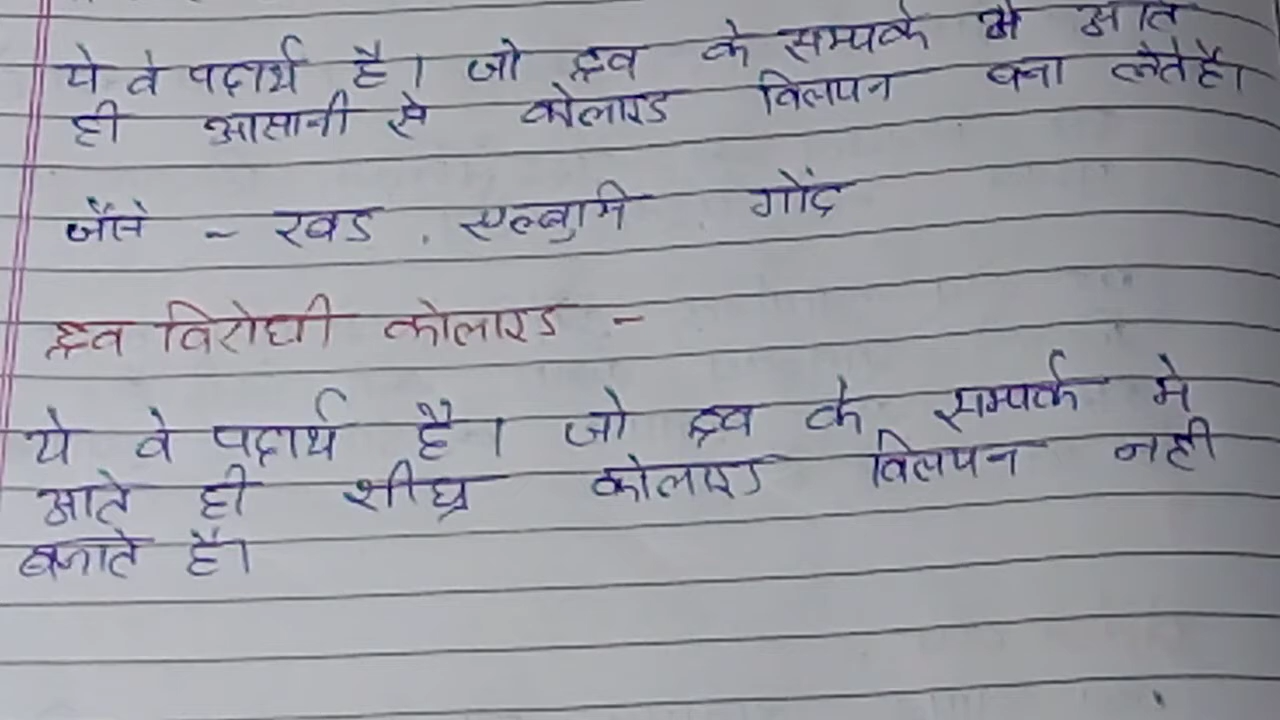 ये वे पदार्थ है। जो द्रव के सम्पर्क मे आते
ही आसानी से कोलाइड विलयन बना लेते है।
जैसे - रबड . एल्बुमि गोंद
द्रव विरोधी कोलाइड -
ये वे पदार्थ है। जो द्रव के सम्पर्क मे
आते ही शीघ्र कोलाइड विलयन नही
बनाते है।